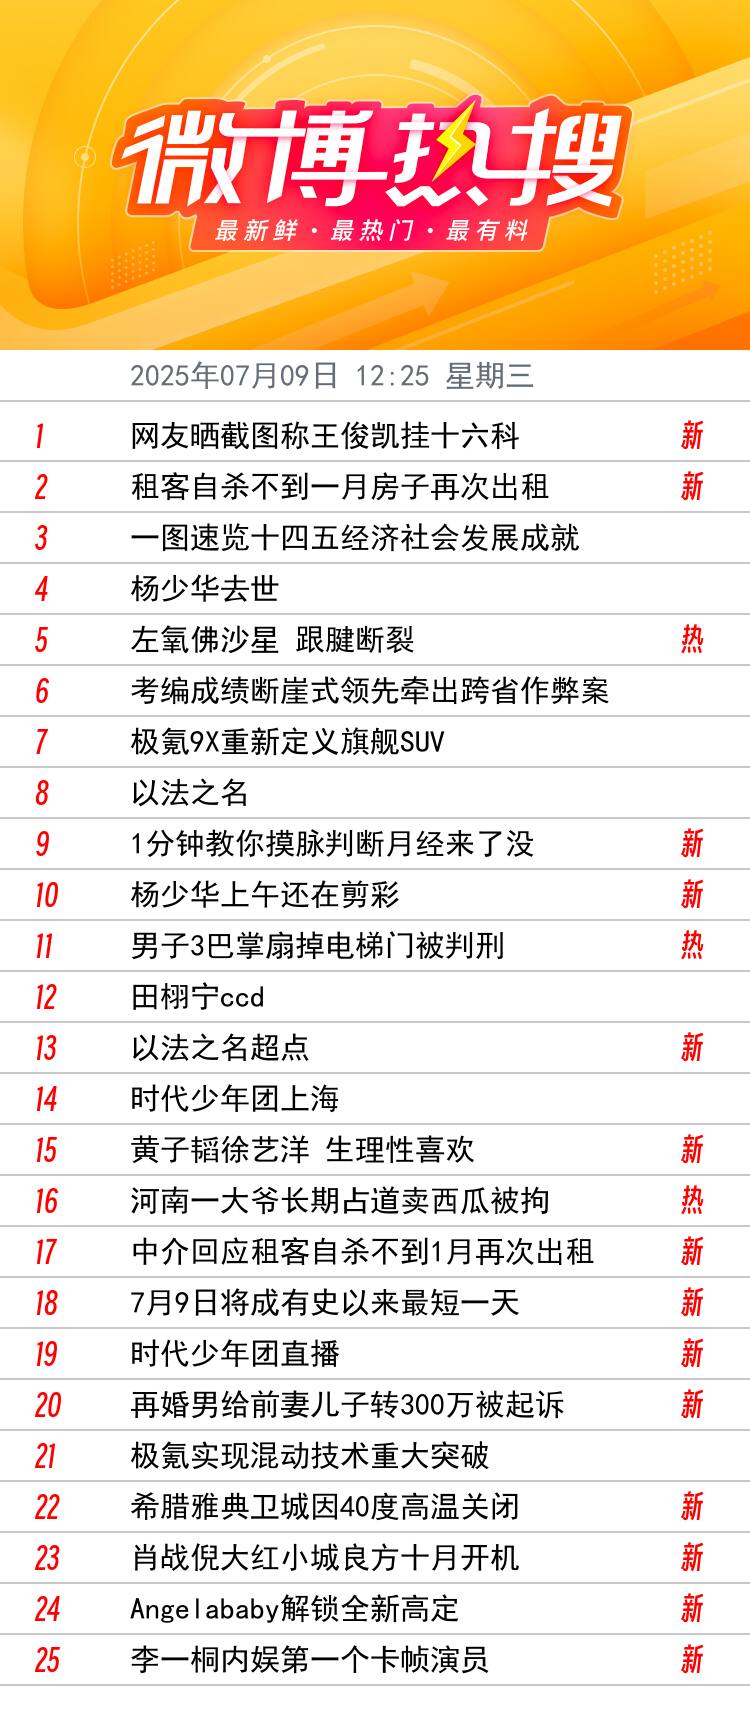 微博热搜
最新鲜·最热门·最有料
2025年07月09日 12:25 星期三
1 网友晒截图称王俊凯挂十六科 新
2 租客自杀不到一月房子再次出租 新
3 一图速览十四五经济社会发展成就
4 杨少华去世
5 左氧佛沙星 跟腱断裂 热
6 考编成绩断崖式领先牵出跨省作弊案
7 极氪9X重新定义旗舰SUV
8 以法之名
9 1分钟教你摸脉判断月经来了没 新
10 杨少华上午还在剪彩 新
11 男子3巴掌扇掉电梯门被判刑 热
12 田栩宁ccd
13 以法之名超点 新
14 时代少年团上海
15 黄子韬徐艺洋 生理性喜欢 新
16 河南一大爷长期占道卖西瓜被拘 热
17 中介回应租客自杀不到1月再次出租 新
18 7月9日将成有史以来最短一天 新
19 时代少年团直播 新
20 再婚男给前妻儿子转300万被起诉 新
21 极氪实现混动技术重大突破
22 希腊雅典卫城因40度高温关闭 新
23 肖战倪大红小城良方十月开机 新
24 Angelababy解锁全新高定 新
25 李一桐内娱第一个卡帧演员 新